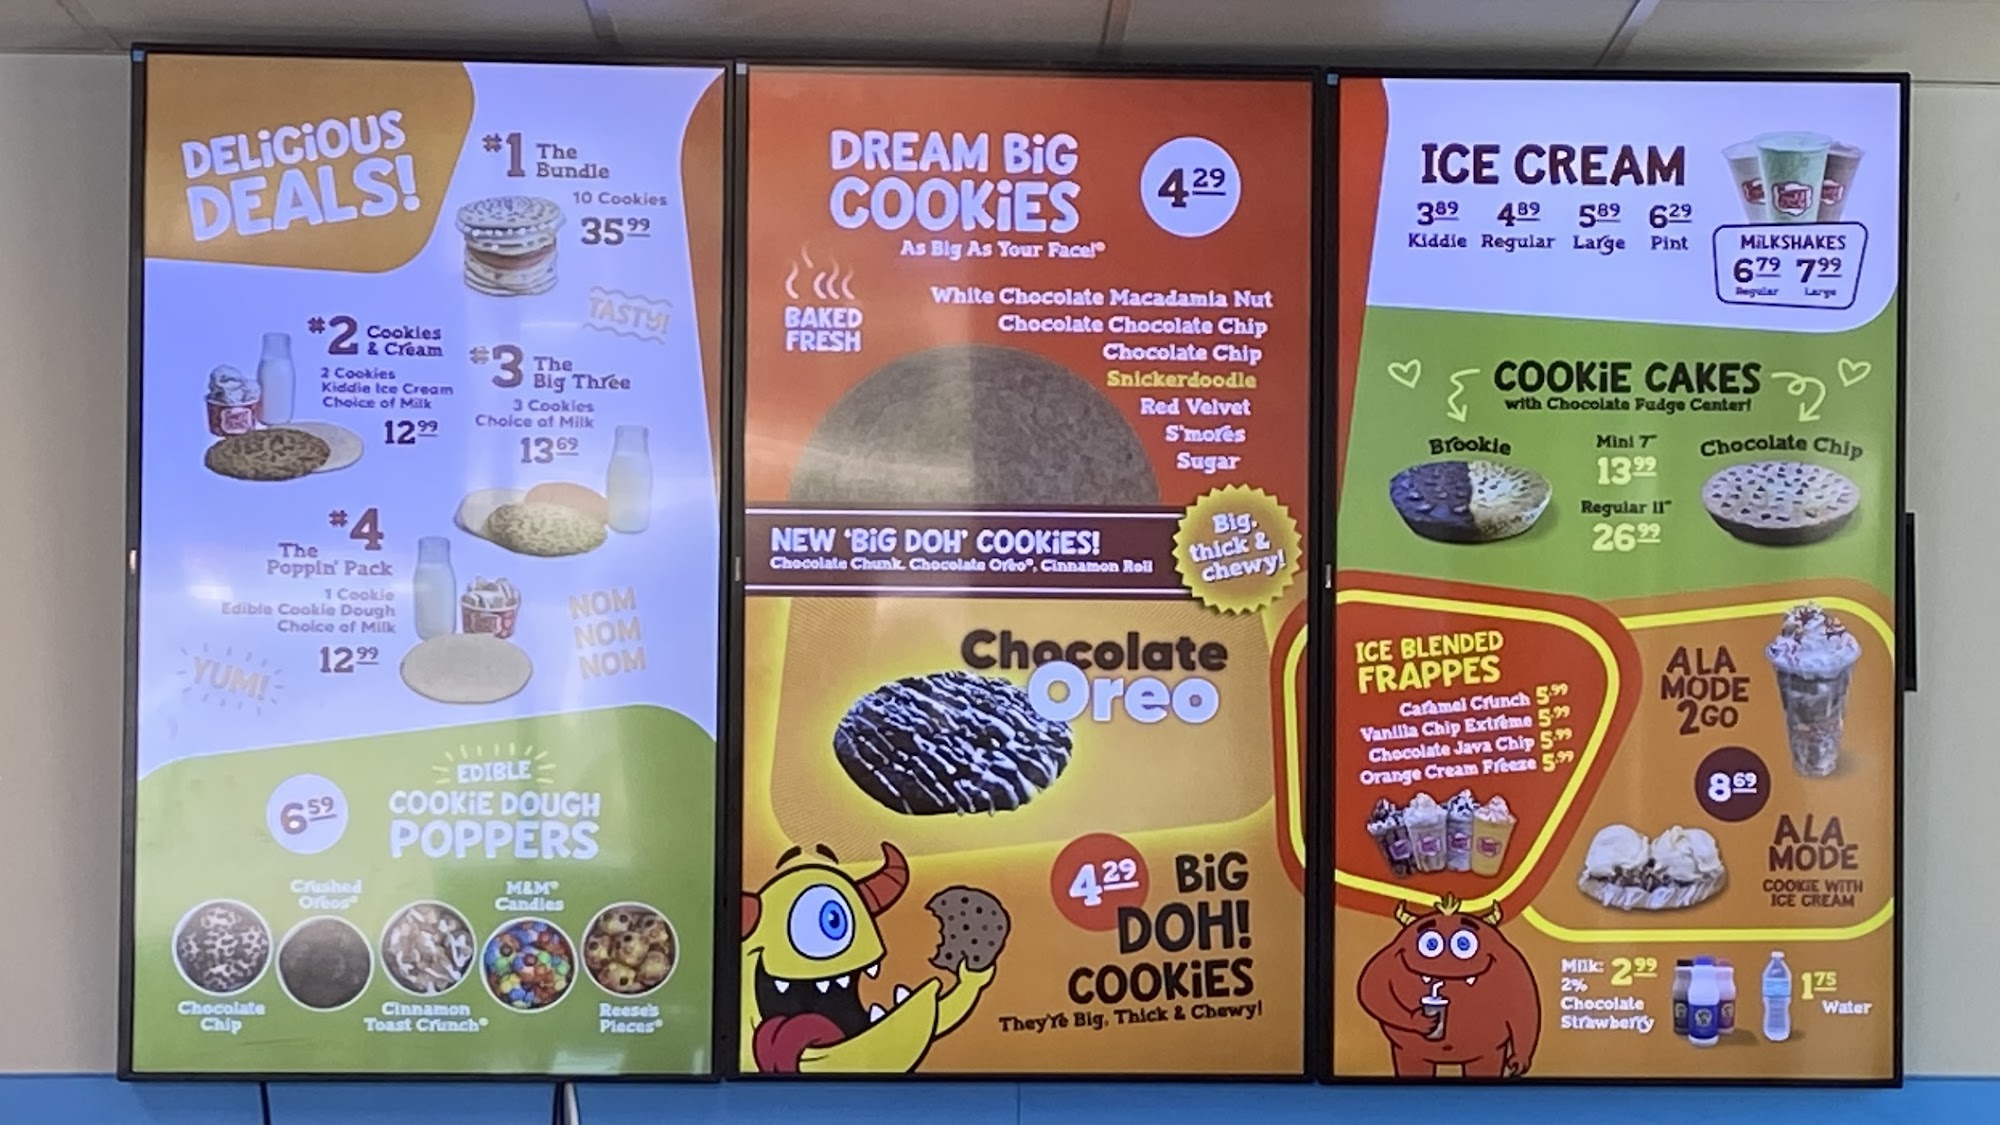 DELiCiOUS
DEALS!
#1 The
Bundle
10 Cookies
35 99
TASTY!
#2 Cookies
& Cream
2 Cookies
Kiddie Ice Cream
Choice of Milk
12 99
#3 The
Big Three
3 Cookies
Choice of Milk
13 69
#4
The
Poppin' Pack
1 Cookie
Edible Cookie Dough
Choice of Milk
12 99
YUM!
NOM
NOM
NOM
6 59
EDIBLE
COOKiE DOUGH
POPPERS
Chocolate
Chip
Crushed
Oreos®
Cinnamon
Toast Crunch®
M&M®
Candies
Reese's
Pieces®
DREAM BiG
COOKiES
4 29
As Big As Your Face!®
BAKED
FRESH
White Chocolate Macadamia Nut
Chocolate Chocolate Chip
Chocolate Chip
Snickerdoodle
Red Velvet
S'mores
Sugar
NEW 'BiG DOH' COOKiES!
Chocolate Chunk, Chocolate Oreo®, Cinnamon Roll
Big,
thick &
chewy!
Chocolate
Oreo
4 29
BiG
DOH!
COOKiES
They're Big, Thick & Chewy!
ICE CREAM
3 89 4 89 5 89 6 29
Kiddie Regular Large Pint
MiLKSHAKES
6 79 7 99
Regular Large
COOKiE CAKES
with Chocolate Fudge Center!
Brookie
Mini 7"
13 99
Regular 11"
26 99
Chocolate Chip
ICE BLENDED
FRAPPES
Caramel Crunch 5.99
Vanilla Chip Extreme 5.99
Chocolate Java Chip 5.99
Orange Cream Freeze 5.99
A LA
MODE
2GO
8 69
A LA
MODE
COOKiE WiTH
ICE CREAM
Milk: 2 99
2%
Chocolate
Strawberry
1 75
Water